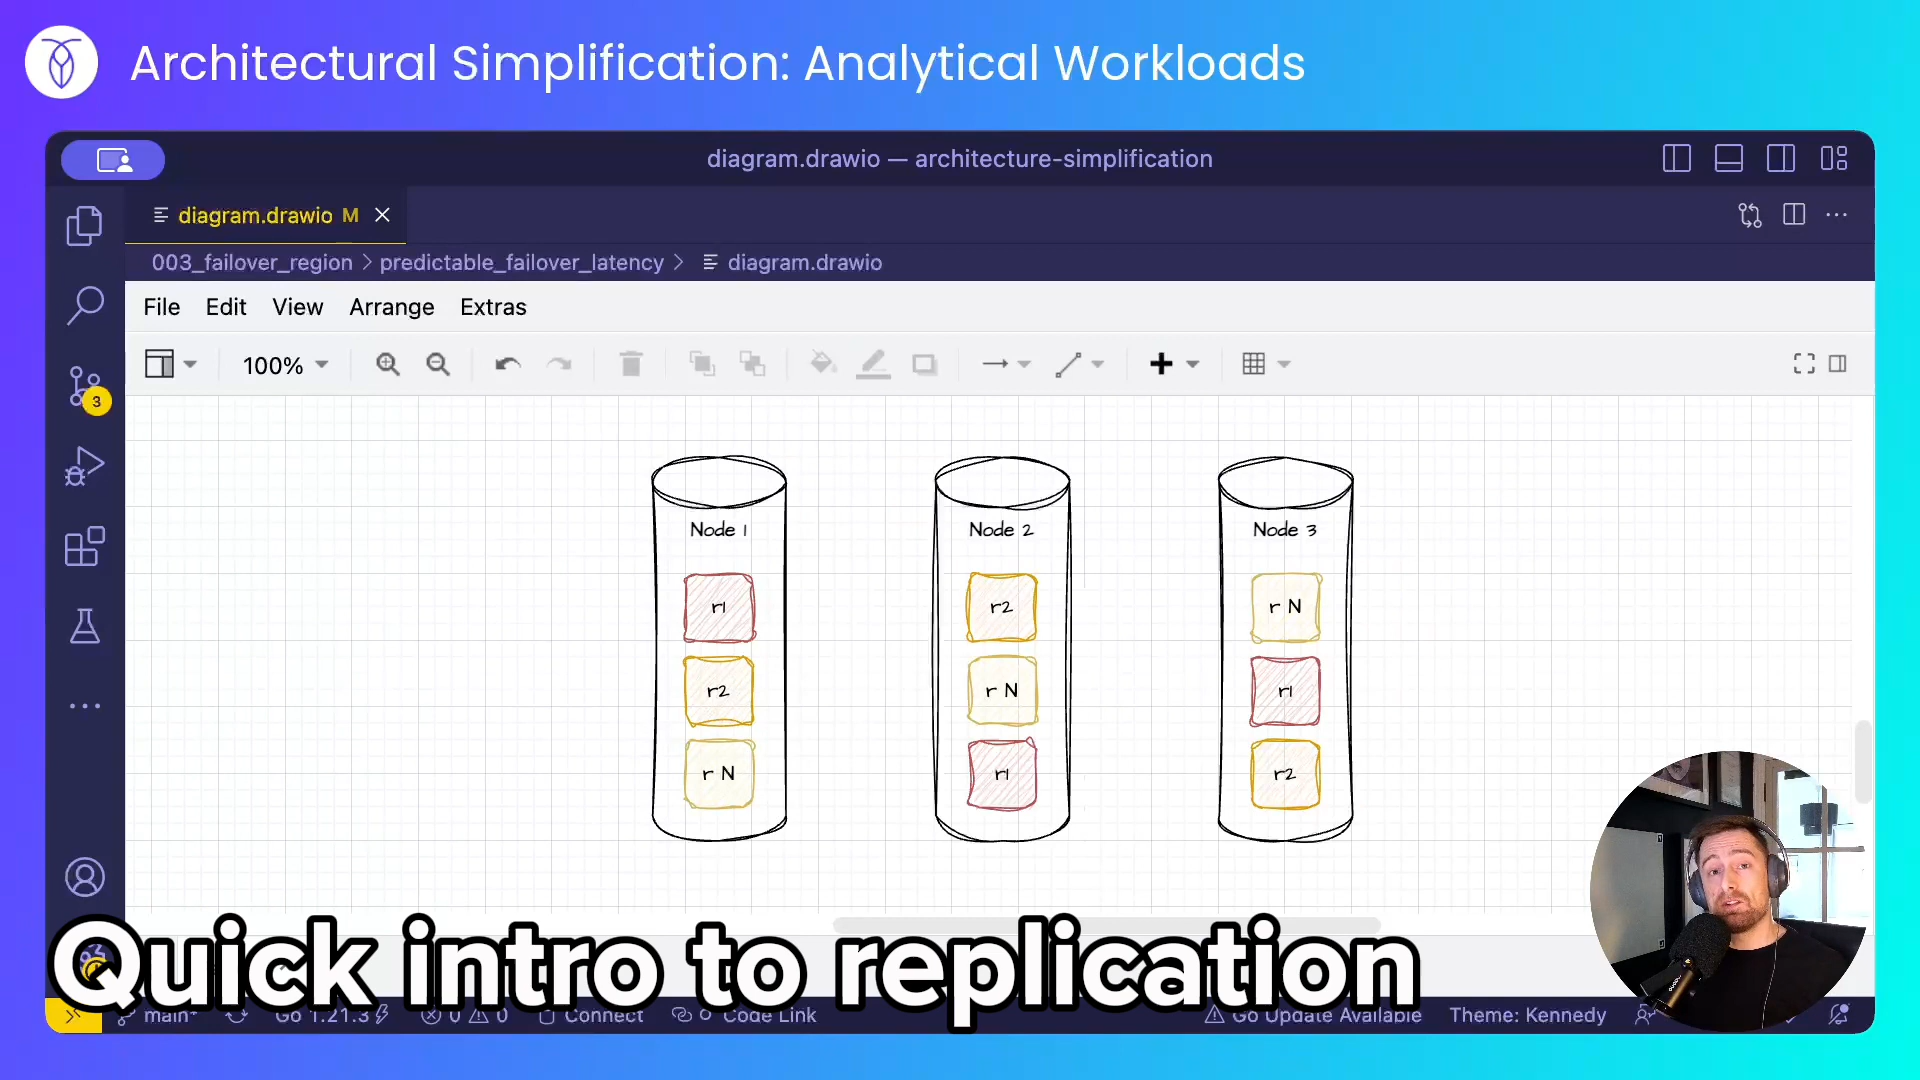 Architectural Simplification: Analytical Workloads
diagram.drawio — architecture-simplification
diagram.drawio M
003_failover_region > predictable_failover_latency > diagram.drawio
File Edit View Arrange Extras
100%
3
Node 1
r1
r2
r N
Node 2
r2
r N
r1
Node 3
r N
r1
r2
Quick intro to replication
main* Go 1.21.3 0 0 Connect 0 Code Link Go Update Available Theme: Kennedy